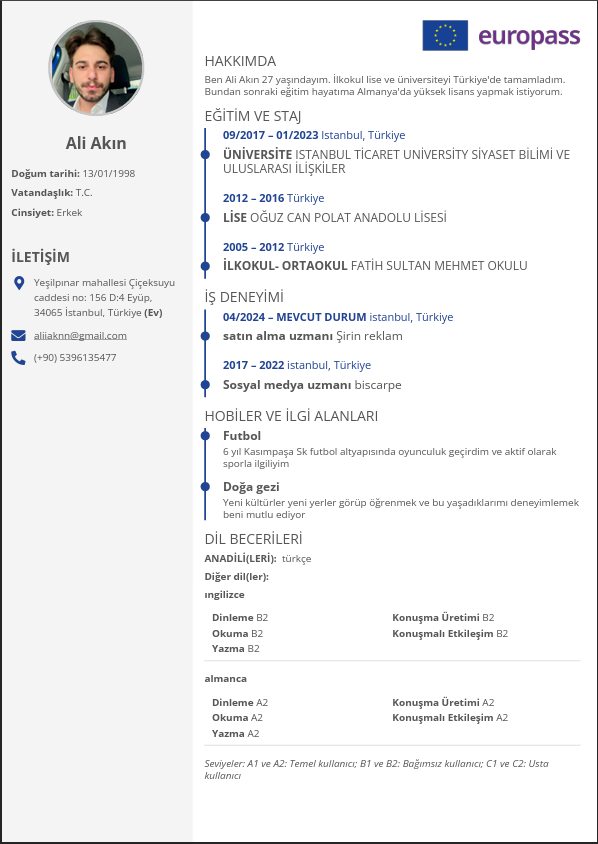 europass
Ali Akın
Doğum tarihi: 13/01/1998
Vatandaşlık: T.C.
Cinsiyet: Erkek
İLETİŞİM
Yeşilpınar mahallesi Çiçeksuyu
caddesi no: 156 D:4 Eyüp,
34065 İstanbul, Türkiye (Ev)
aliiaknn@gmail.com
(+90) 5396135477
HAKKIMDA
Ben Ali Akın 27 yaşındayım. İlkokul lise ve üniversiteyi Türkiye'de tamamladım.
Bundan sonraki eğitim hayatıma Almanya'da yüksek lisans yapmak istiyorum.
EĞİTİM VE STAJ
09/2017 – 01/2023 Istanbul, Türkiye
ÜNİVERSİTE ISTANBUL TİCARET UNİVERSİTY SİYASET BİLİMİ VE
ULUSRASI İLİŞKİLER
2012 – 2016 Türkiye
LİSE OĞUZ CAN POLAT ANADOLU LİSESİ
2005 – 2012 Türkiye
İLKOKUL- ORTAOKUL FATİH SULTAN MEHMET OKULU
İŞ DENEYİMİ
04/2024 – MEVCUT DURUM istanbul, Türkiye
satın alma uzmanı Şirin reklam
2017 – 2022 istanbul, Türkiye
Sosyal medya uzmanı biscarpe
HOBİLER VE İLGİ ALANLARI
Futbol
6 yıl Kasımpaşa Sk futbol altyapısında oyunculuk geçirdim ve aktif olarak
sporla ilgiliyim
Doğa gezi
Yeni kültürler yeni yerler görüp öğrenmek ve bu yaşadıklarımı deneyimlemek
beni mutlu ediyor
DİL BECERİLERİ
ANADİLİ(LERİ): türkçe
Diğer dil(ler):
ıngilizce
Dinleme B2 Konuşma Üretimi B2
Okuma B2 Konuşmalı Etkileşim B2
Yazma B2
almanca
Dinleme A2 Konuşma Üretimi A2
Okuma A2 Konuşmalı Etkileşim A2
Yazma A2
Seviyeler: A1 ve A2: Temel kullanıcı; B1 ve B2: Bağımsız kullanıcı; C1 ve C2: Usta
kullanıcı